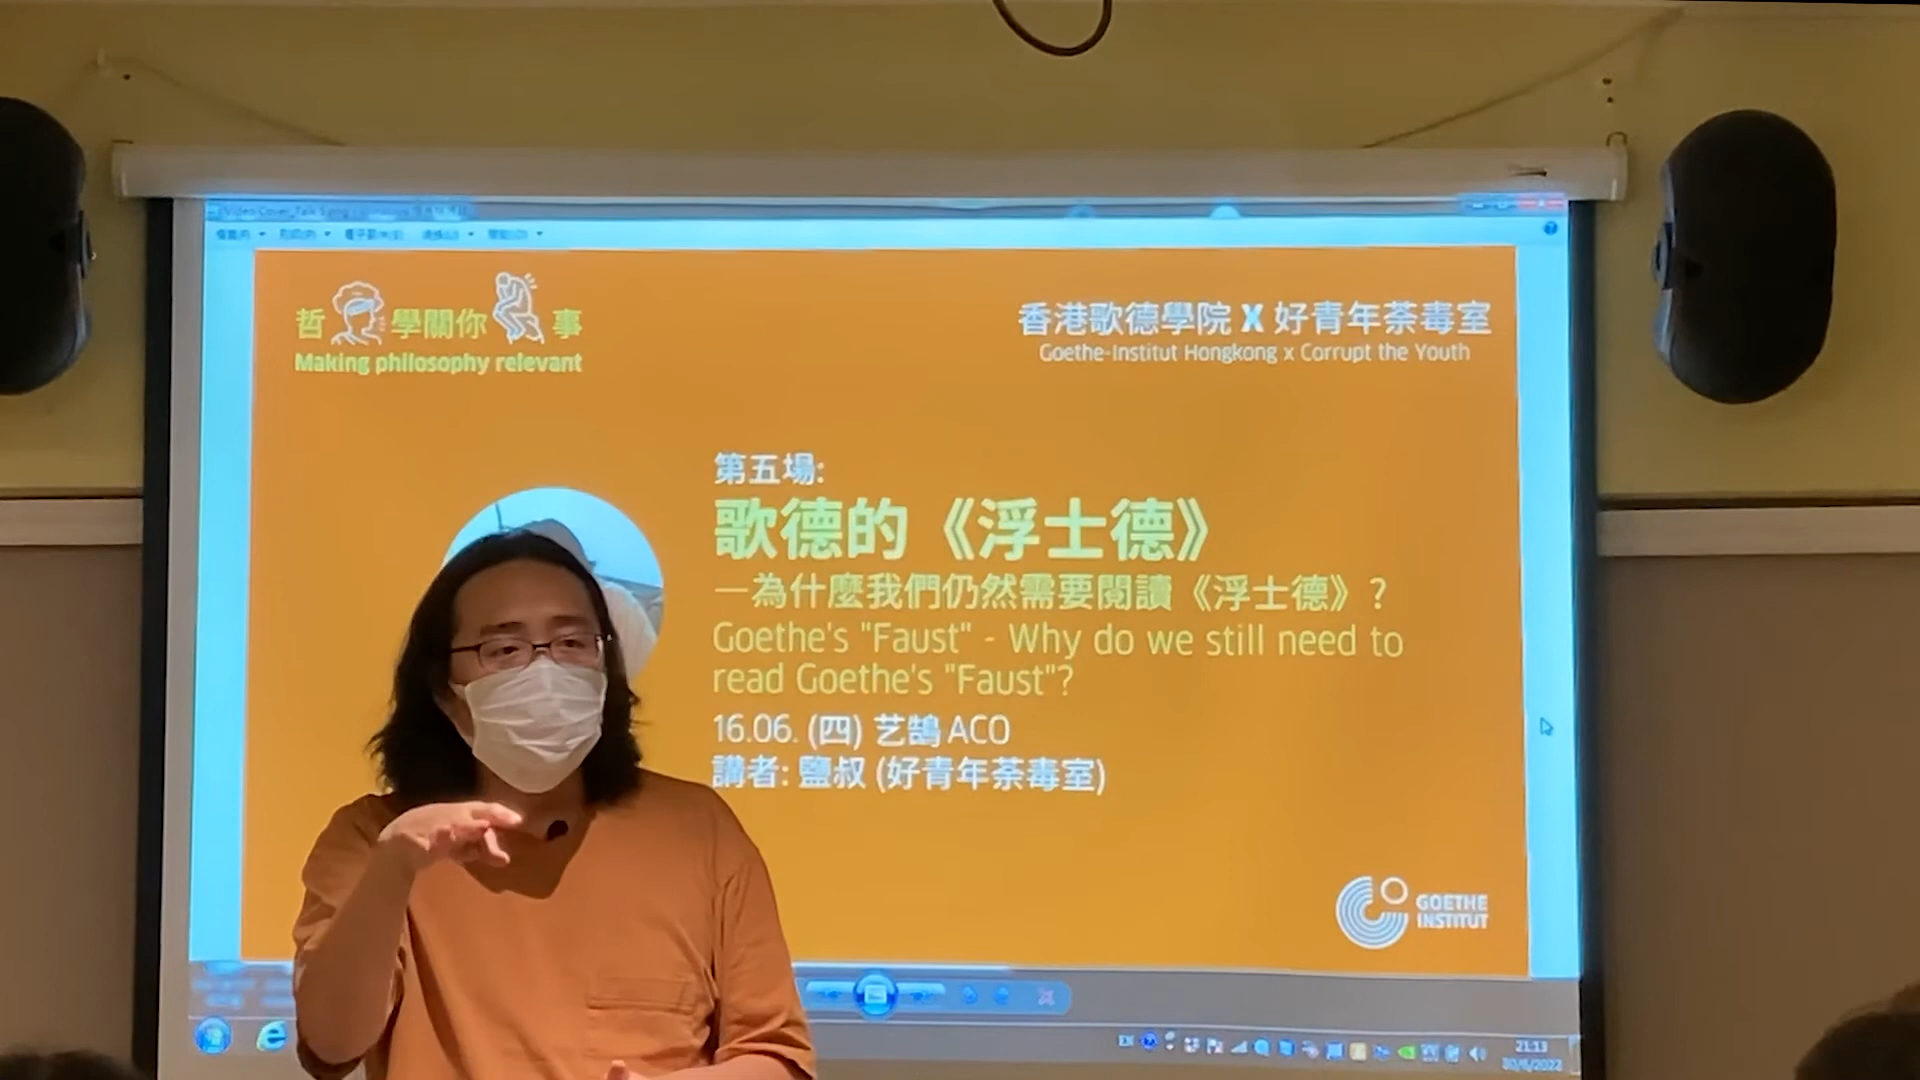 哲學關你事
Making philosophy relevant
香港歌德學院 X 好青年荼毒室
Goethe-Institut Hongkong x Corrupt the Youth
第五場:
歌德的《浮士德》
—為什麼我們仍然需要閱讀《浮士德》?
Goethe's "Faust" - Why do we still need to
read Goethe's "Faust"?
16.06. (四) 艺鵠 ACO
講者: 鹽叔 (好青年荼毒室)
GOETHE
INSTITUT
21:13
30/6/2022